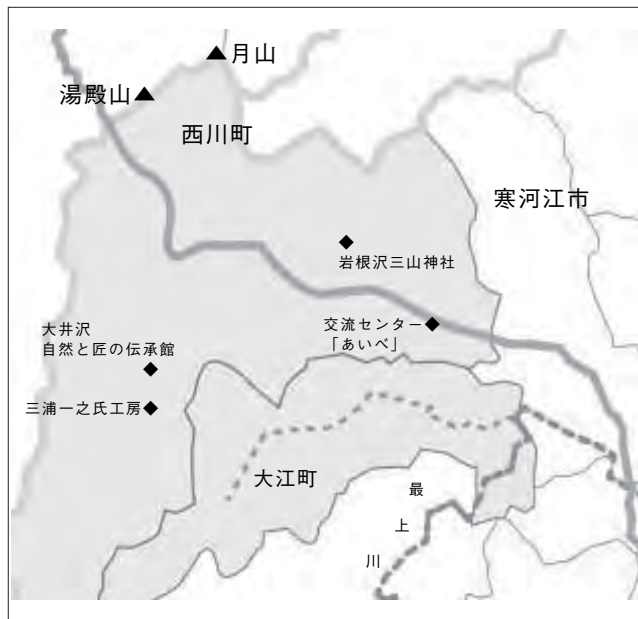 月山
湯殿山
西川町
寒河江市
岩根沢三山神社
大井沢
自然と匠の伝承館
交流センター
「あいべ」
三浦一之氏工房
大江町
最上川